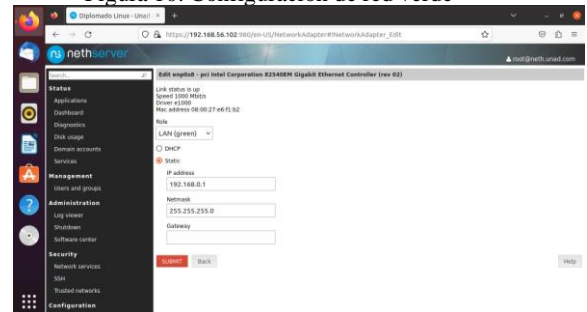 Figura 10. Configuración de red verde
Diplomado Linux - Unad
https://192.168.56.102:980/en-US/NetworkAdapter#!NetworkAdapter_Edit
nethserver
root@neth.unad.com
Search...
Edit enp0s8 - pci Intel Corporation 82540EM Gigabit Ethernet Controller (rev 02)
Status
Applications
Dashboard
Diagnostics
Disk usage
Domain accounts
Services
Management
Users and groups
Administration
Log viewer
Shutdown
Software center
Security
Network services
SSH
Trusted networks
Configuration
Link status is up
Speed 1000 Mbit/s
Driver e1000
Mac address 08:00:27:e6:f1:b2
Role
LAN (green)
DHCP
Static
IP address
192.168.0.1
Netmask
255.255.255.0
Gateway
SUBMIT
Back
Help